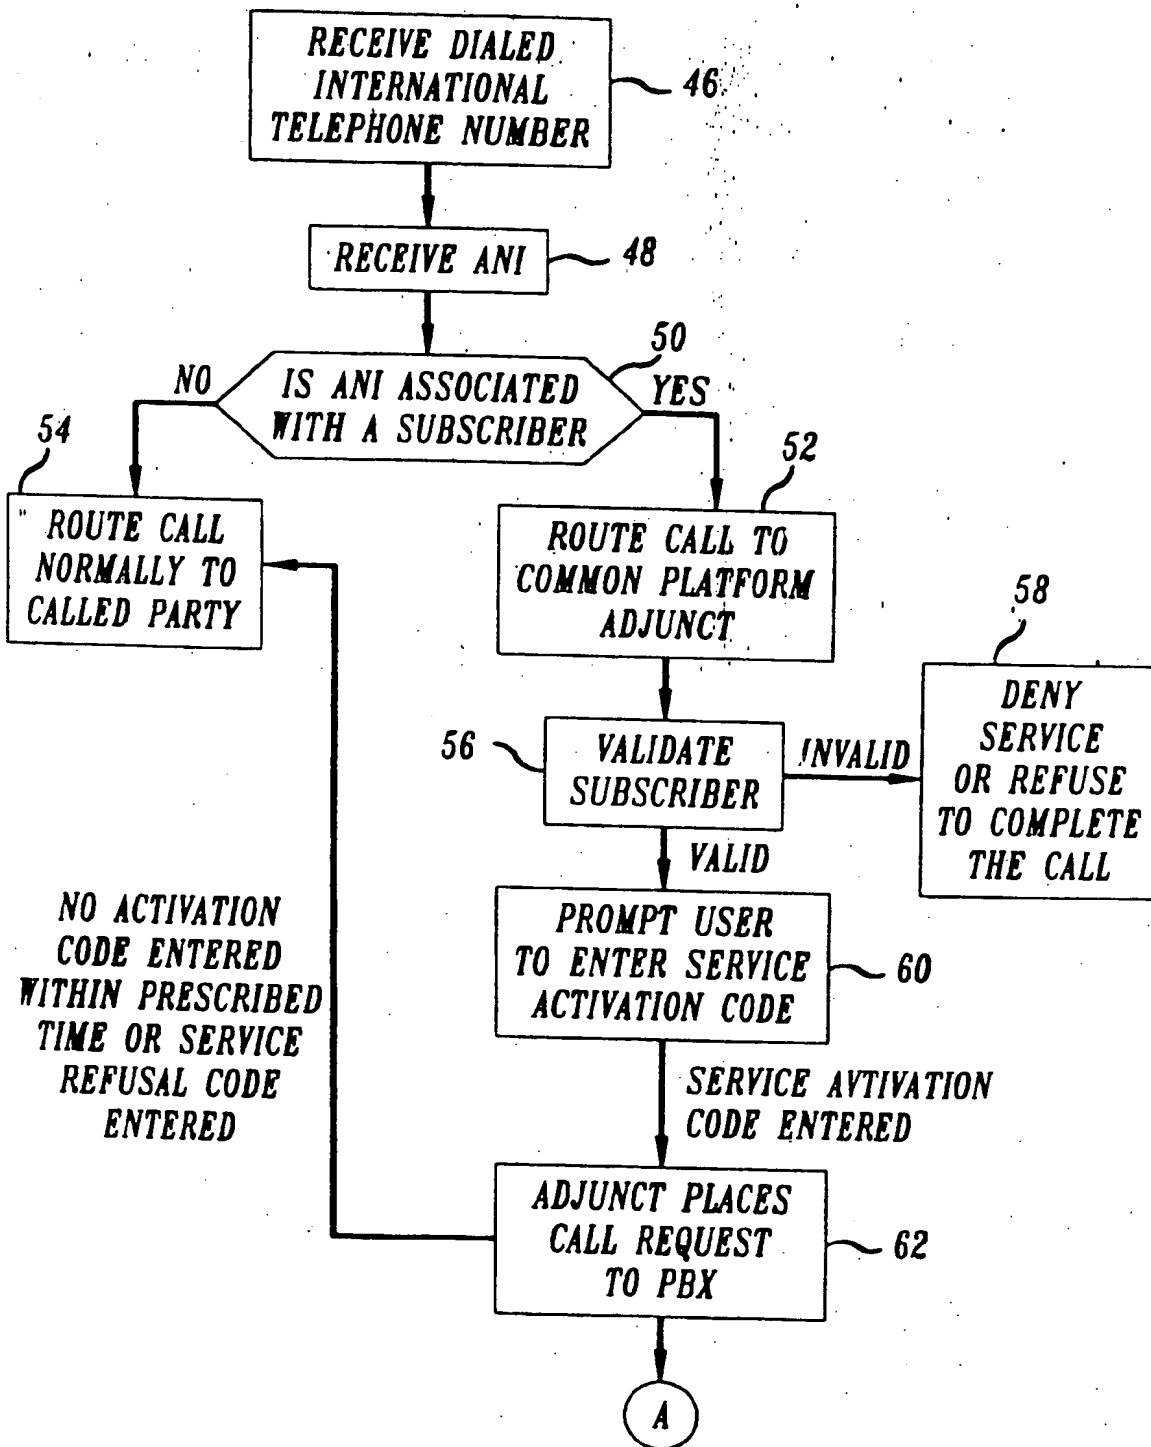 RECEIVE DIALED
INTERNATIONAL
TELEPHONE NUMBER
46
RECEIVE ANI
48
50
IS ANI ASSOCIATED
WITH A SUBSCRIBER
NO
YES
54
ROUTE CALL
NORMALLY TO
CALLED PARTY
52
ROUTE CALL TO
COMMON PLATFORM
ADJUNCT
56
VALIDATE
SUBSCRIBER
INVALID
58
DENY
SERVICE
OR REFUSE
TO COMPLETE
THE CALL
VALID
PROMPT USER
TO ENTER SERVICE
ACTIVATION CODE
60
NO ACTIVATION
CODE ENTERED
WITHIN PRESCRIBED
TIME OR SERVICE
REFUSAL CODE
ENTERED
SERVICE AVTIVATION
CODE ENTERED
ADJUNCT PLACES
CALL REQUEST
TO PBX
62
A